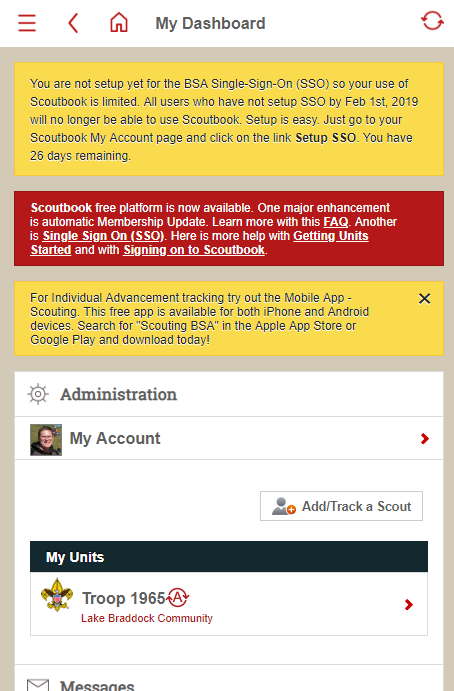 My Dashboard
You are not setup yet for the BSA Single-Sign-On (SSO) so your use of
Scoutbook is limited. All users who have not setup SSO by Feb 1st, 2019
will no longer be able to use Scoutbook. Setup is easy. Just go to your
Scoutbook My Account page and click on the link Setup SSO. You have
26 days remaining.
Scoutbook free platform is now available. One major enhancement
is automatic Membership Update. Learn more with this FAQ. Another
is Single Sign On (SSO). Here is more help with Getting Units
Started and with Signing on to Scoutbook.
For Individual Advancement tracking try out the Mobile App -
Scouting. This free app is available for both iPhone and Android
devices. Search for "Scouting BSA" in the Apple App Store or
Google Play and download today!
Administration
My Account
Add/Track a Scout
My Units
Troop 1965 A
Lake Braddock Community
Messages